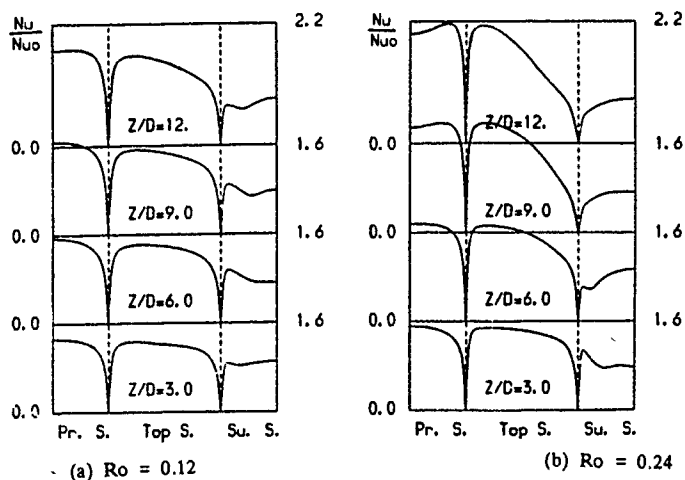 Nu
Nuo
2.2
Z/D=12.
0.0
1.6
Z/D=9.0
0.0
1.6
Z/D=6.0
0.0
1.6
Z/D=3.0
0.0
Pr. S. Top S. Su. S.
(a) Ro = 0.12
Nu
Nuo
2.2
Z/D=12.
0.0
1.6
Z/D=9.0
0.0
1.6
Z/D=6.0
0.0
1.6
Z/D=3.0
0.0
Pr. S. Top S. Su. S.
(b) Ro = 0.24